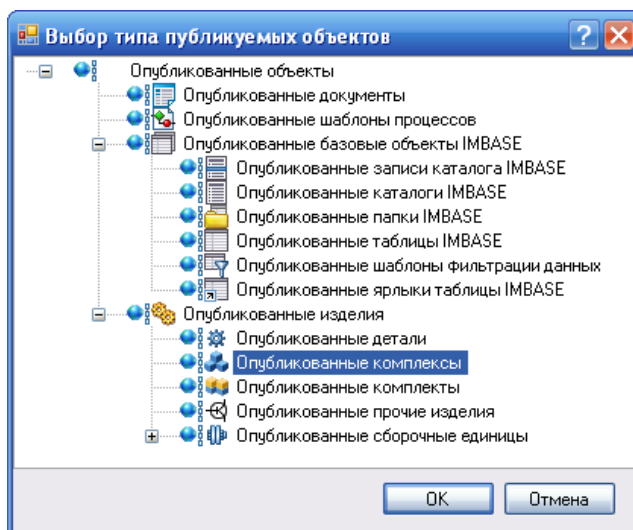 Выбор типа публикуемых объектов
Опубликованные объекты
Опубликованные документы
Опубликованные шаблоны процессов
Опубликованные базовые объекты IMBASE
Опубликованные записи каталога IMBASE
Опубликованные каталоги IMBASE
Опубликованные папки IMBASE
Опубликованные таблицы IMBASE
Опубликованные шаблоны фильтрации данных
Опубликованные ярлыки таблицы IMBASE
Опубликованные изделия
Опубликованные детали
Опубликованные комплексы
Опубликованные комплекты
Опубликованные прочие изделия
Опубликованные сборочные единицы
OK Отмена